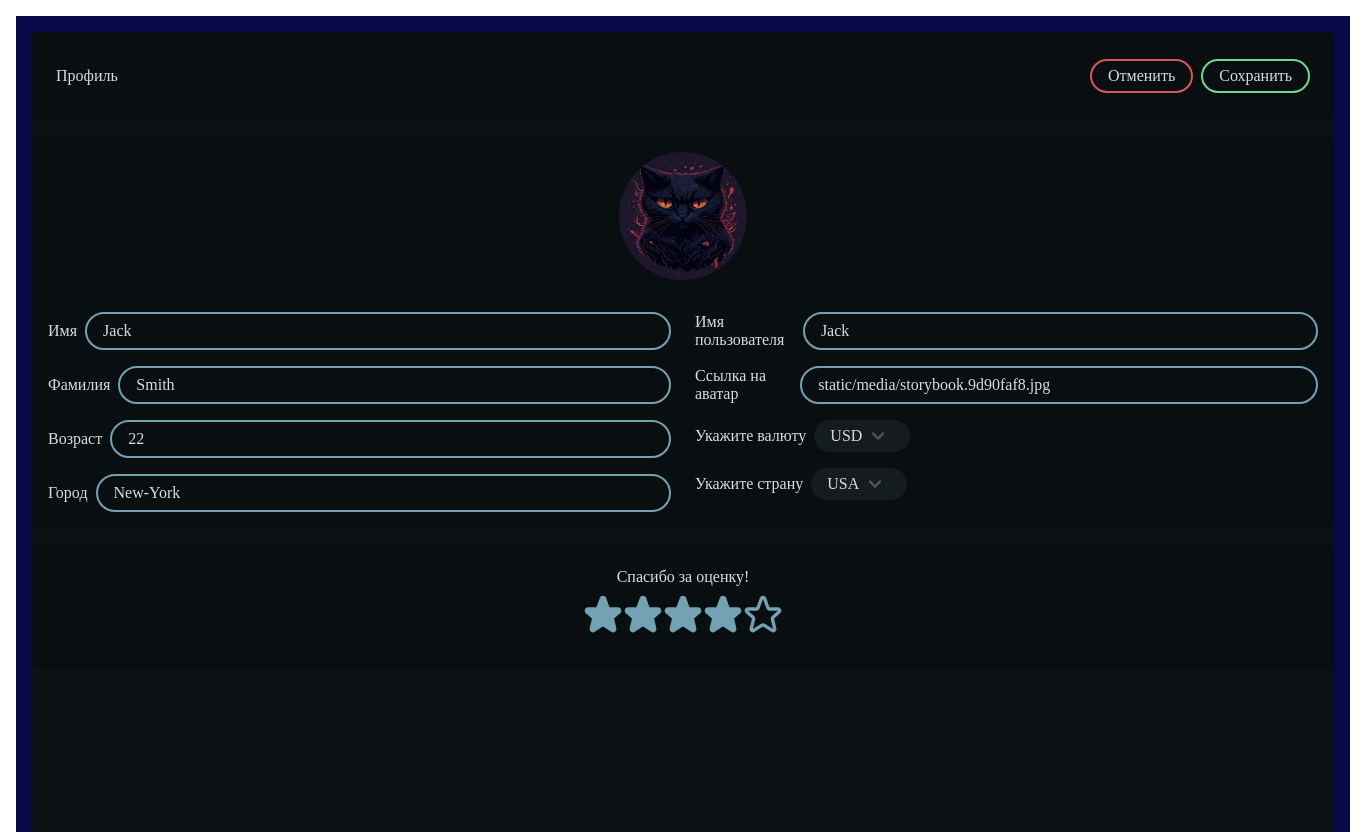 Профиль
Отменить
Сохранить
Имя
Jack
Фамилия
Smith
Возраст
22
Город
New-York
Имя
пользователя
Jack
Ссылка на
аватар
static/media/storybook.9d90faf8.jpg
Укажите валюту
USD
Укажите страну
USA
Спасибо за оценку!